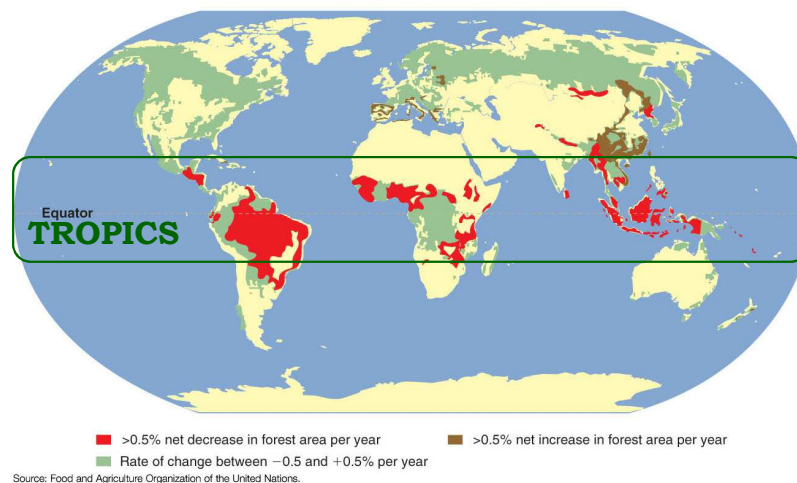 Equator
TROPICS
>0.5% net decrease in forest area per year
>0.5% net increase in forest area per year
Rate of change between −0.5 and +0.5% per year
Source: Food and Agriculture Organization of the United Nations.